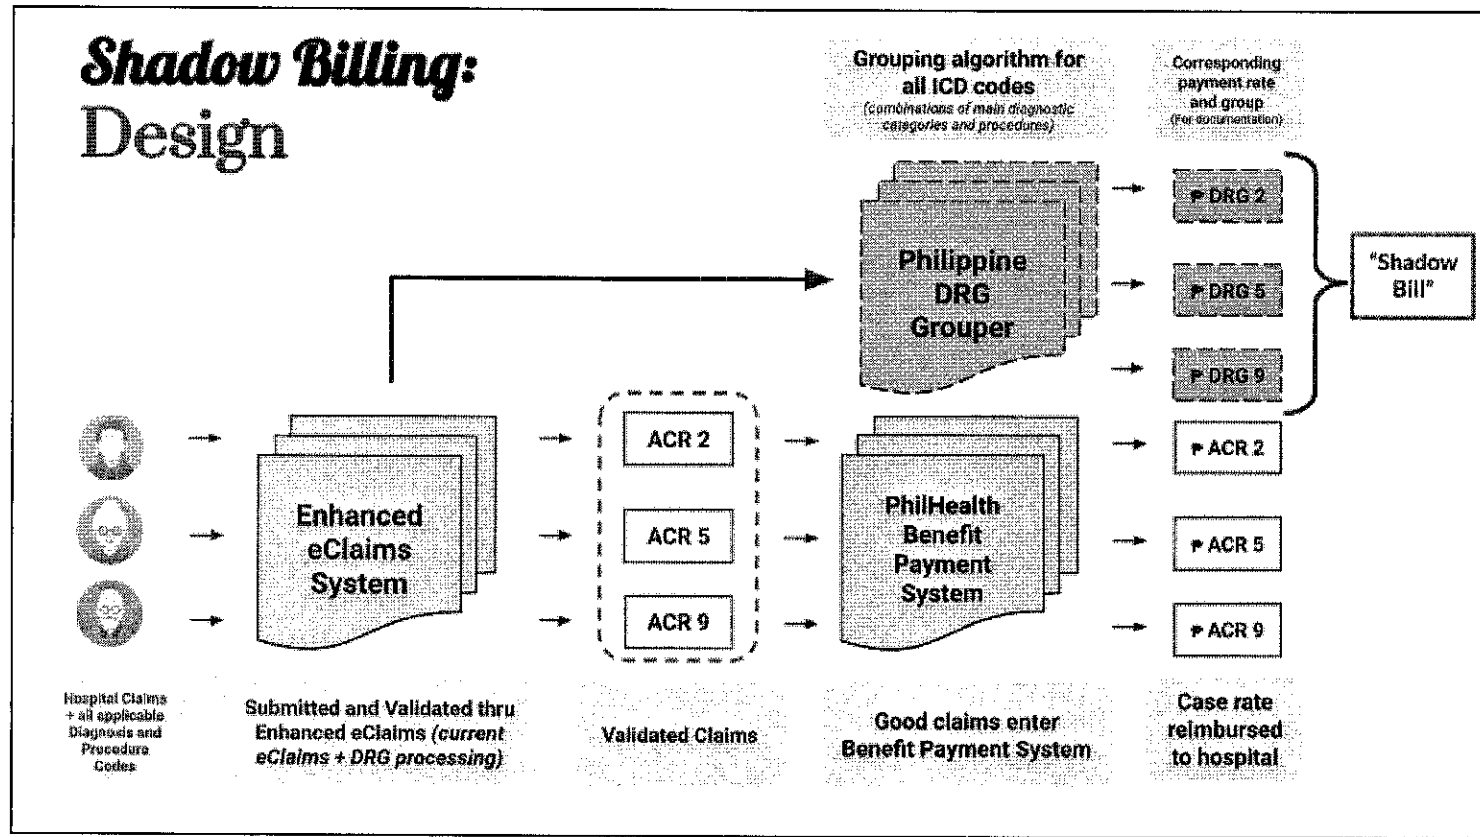 Shadow Billing:
Design
Grouping algorithm for
all ICD codes
(combinations of main diagnostic
categories and procedures)
Corresponding
payment rate
and group
(For documentation)
Philippine
DRG
Grouper
₱ DRG 2
₱ DRG 5
₱ DRG 9
"Shadow
Bill"
Enhanced
eClaims
System
ACR 2
ACR 5
ACR 9
PhilHealth
Benefit
Payment
System
₱ ACR 2
₱ ACR 5
₱ ACR 9
Hospital Claims
+ all applicable
Diagnosis and
Procedure
Codes
Submitted and Validated thru
Enhanced eClaims (current
eClaims + DRG processing)
Validated Claims
Good claims enter
Benefit Payment System
Case rate
reimbursed
to hospital